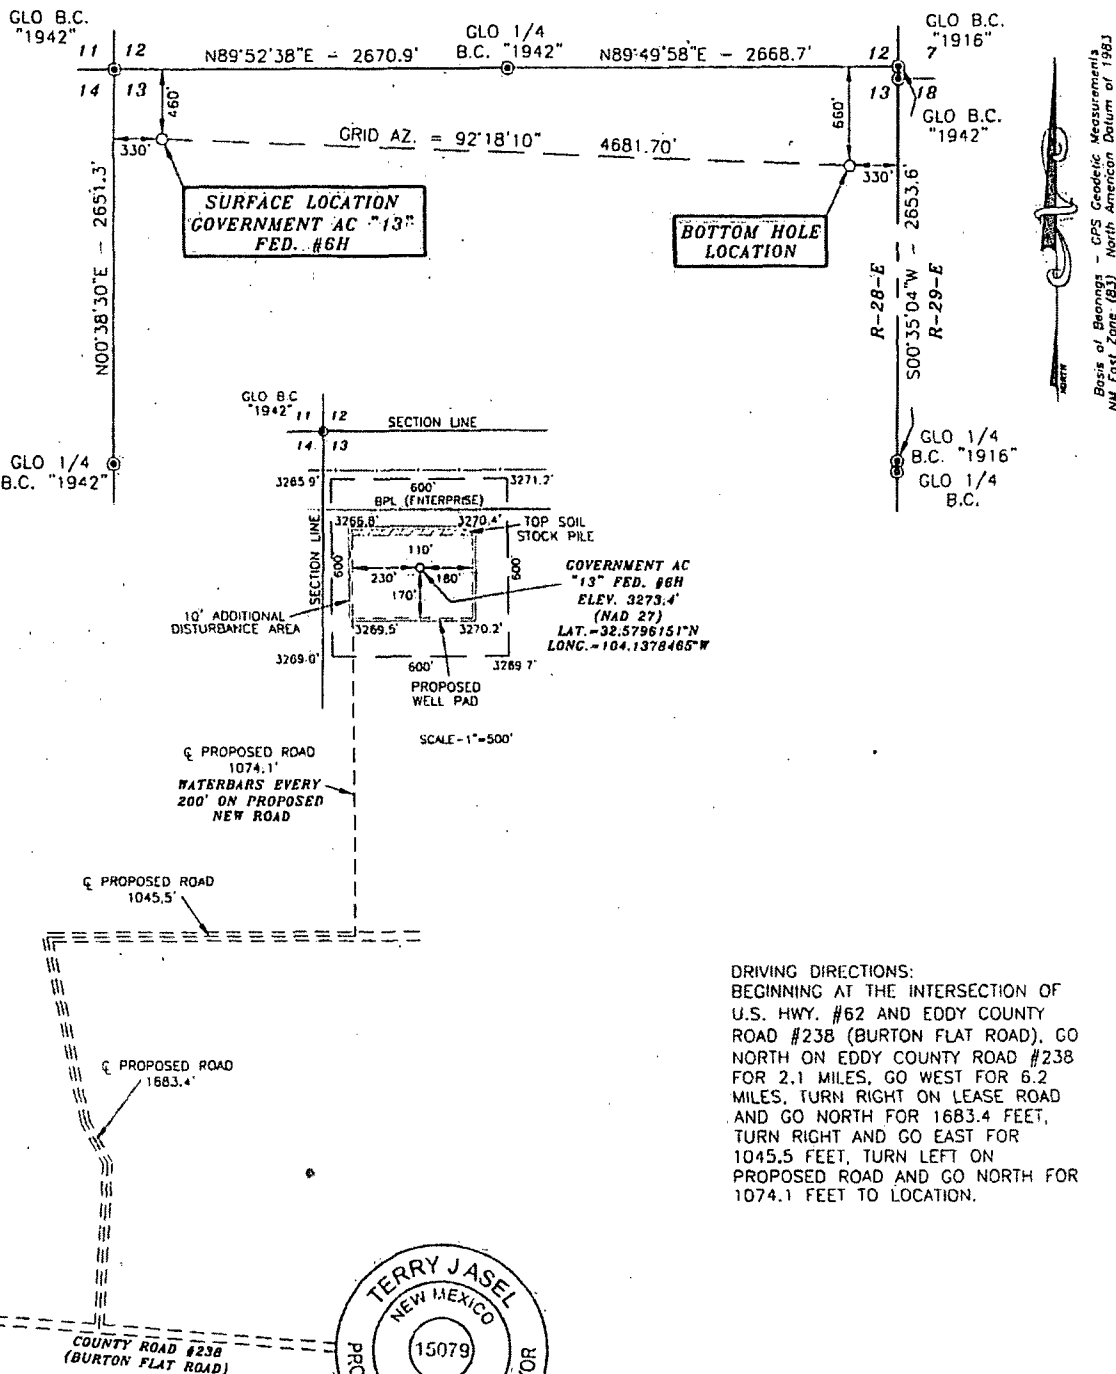 GLO B.C.
"1942"
11
12
14
13
N89°52'38"E - 2670.9'
GLO 1/4
B.C. "1942"
N89°49'58"E - 2668.7'
GLO B.C.
"1916"
12
7
13
18
GLO B.C.
"1942"
460'
330'
GRID AZ. = 92°18'10"
4681.70'
660'
330'
SURFACE LOCATION
GOVERNMENT AC "13"
FED. #6H
BOTTOM HOLE
LOCATION
N00°38'30"E - 2651.3'
R-28-E
S00°35'04"W - 2653.6'
R-29-E
NORTH
Basis of Bearings - GPS Geodetic Measurements
NM East Zone (83) North American Datum of 1983
GLO 1/4
B.C. "1942"
GLO 1/4
B.C. "1916"
GLO 1/4
B.C.
GLO B.C
"1942"
11
12
14
13
SECTION LINE
3265.9'
600'
3271.2'
BPL (ENTERPRISE)
3266.8'
3270.4'
TOP SOIL
STOCK PILE
SECTION LINE
600'
110'
230'
180'
170'
600'
GOVERNMENT AC
"13" FED. #6H
ELEV. 3273.4'
(NAD 27)
LAT.=32.5796151°N
LONG.=104.1378465°W
10' ADDITIONAL
DISTURBANCE AREA
3269.5'
3270.2'
3269.0'
600'
3269.7'
PROPOSED
WELL PAD
SCALE-1"=500'
℄ PROPOSED ROAD
1074.1'
WATERBARS EVERY
200' ON PROPOSED
NEW ROAD
℄ PROPOSED ROAD
1045.5'
℄ PROPOSED ROAD
1683.4'
DRIVING DIRECTIONS:
BEGINNING AT THE INTERSECTION OF
U.S. HWY. #62 AND EDDY COUNTY
ROAD #238 (BURTON FLAT ROAD), GO
NORTH ON EDDY COUNTY ROAD #238
FOR 2.1 MILES, GO WEST FOR 6.2
MILES, TURN RIGHT ON LEASE ROAD
AND GO NORTH FOR 1683.4 FEET,
TURN RIGHT AND GO EAST FOR
1045.5 FEET, TURN LEFT ON
PROPOSED ROAD AND GO NORTH FOR
1074.1 FEET TO LOCATION.
COUNTY ROAD #238
(BURTON FLAT ROAD)
TERRY J ASEL
NEW MEXICO
15079